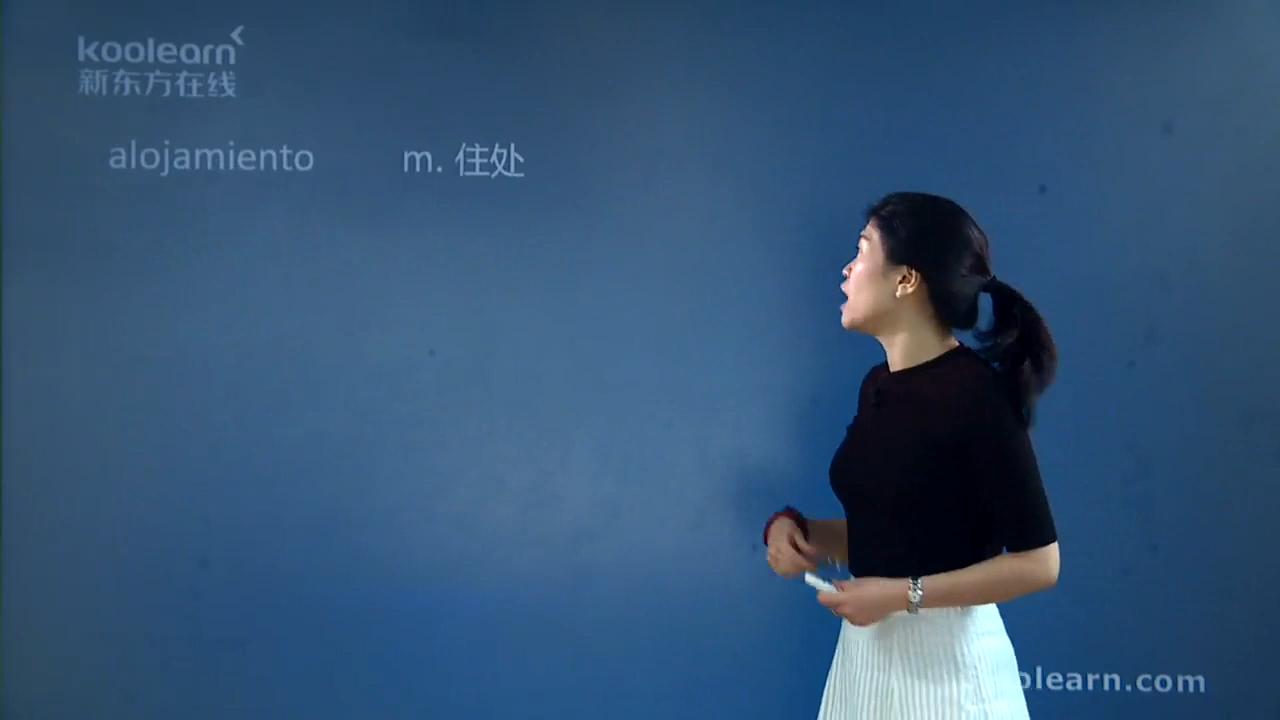 koolearn
新东方在线
alojamiento m. 住处
olearn.com